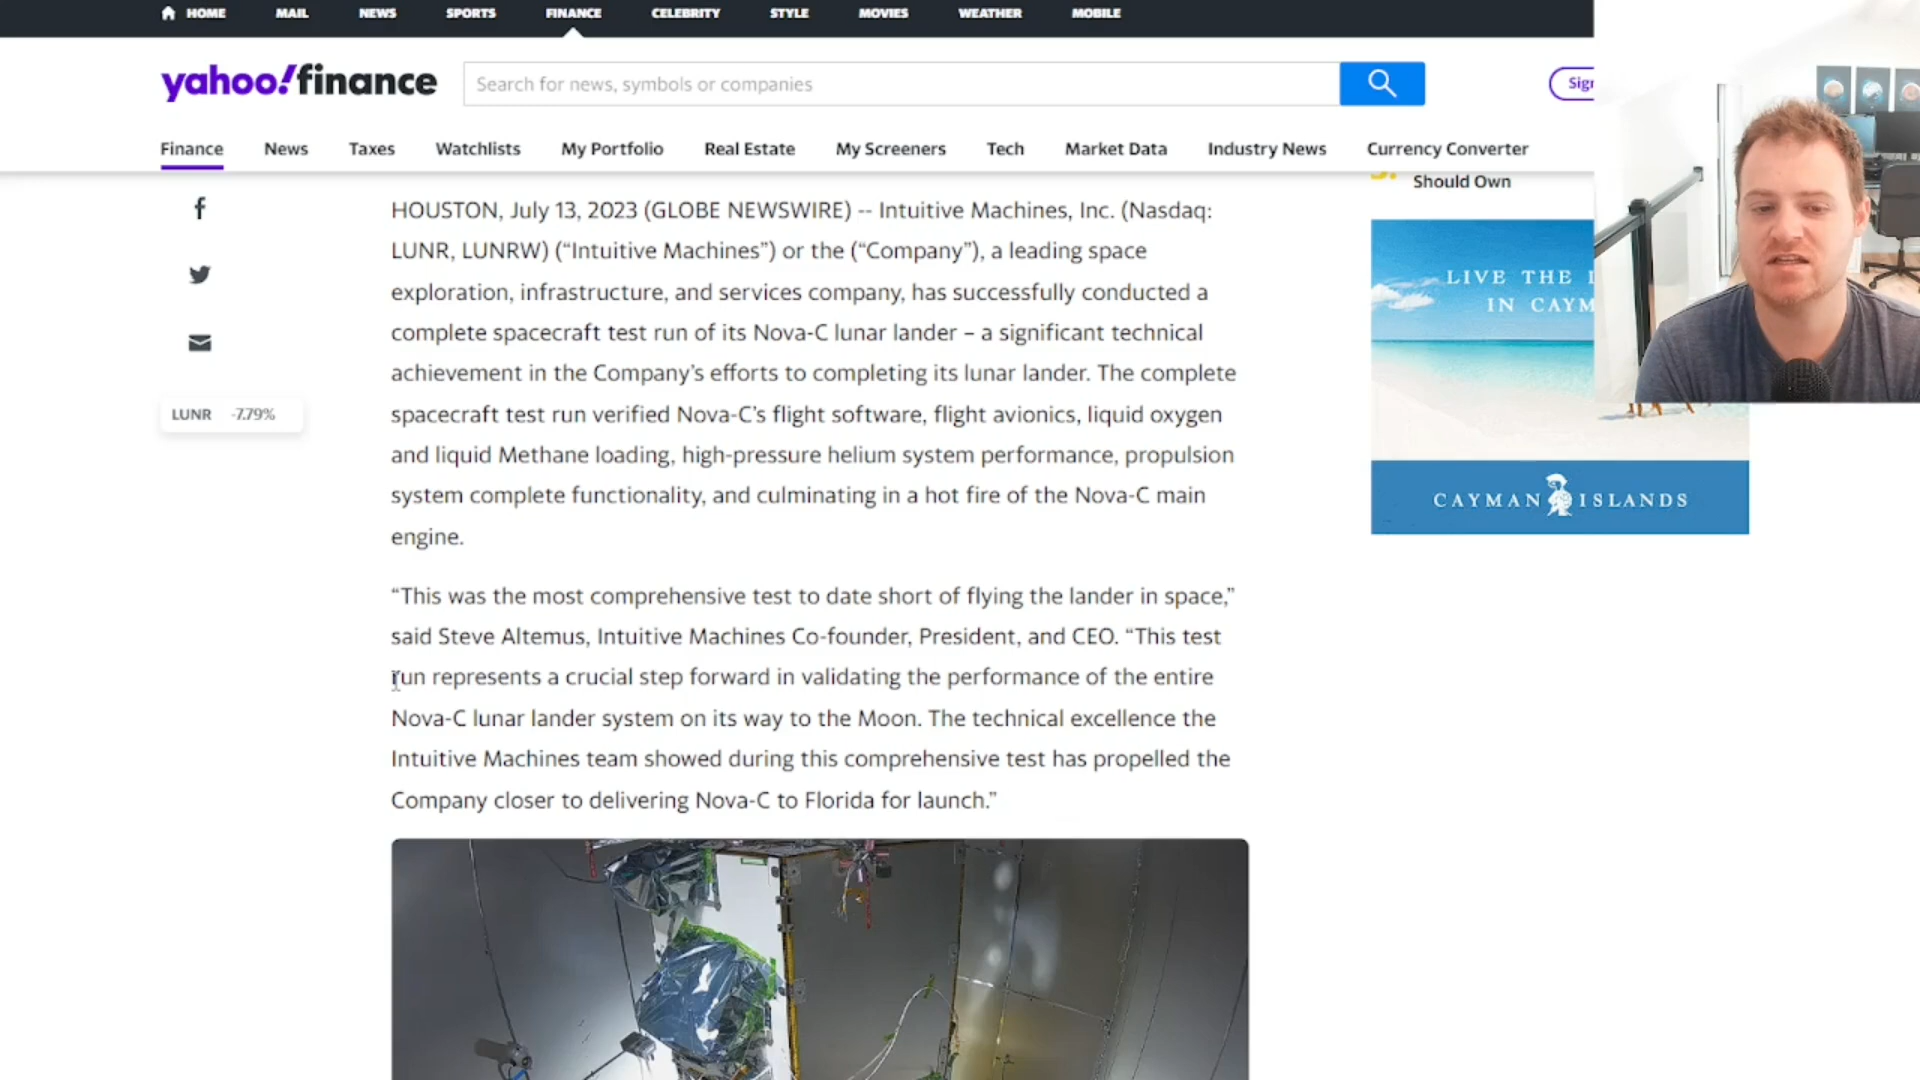 HOME MAIL NEWS SPORTS FINANCE CELEBRITY STYLE MOVIES WEATHER MOBILE
yahoo!finance
Search for news, symbols or companies
Finance News Taxes Watchlists My Portfolio Real Estate My Screeners Tech Market Data Industry News Currency Converter
Should Own
HOUSTON, July 13, 2023 (GLOBE NEWSWIRE) -- Intuitive Machines, Inc. (Nasdaq:
LUNR, LUNRW) (“Intuitive Machines”) or the (“Company”), a leading space
exploration, infrastructure, and services company, has successfully conducted a
complete spacecraft test run of its Nova-C lunar lander – a significant technical
achievement in the Company’s efforts to completing its lunar lander. The complete
spacecraft test run verified Nova-C’s flight software, flight avionics, liquid oxygen
and liquid Methane loading, high-pressure helium system performance, propulsion
system complete functionality, and culminating in a hot fire of the Nova-C main
engine.
“This was the most comprehensive test to date short of flying the lander in space,”
said Steve Altemus, Intuitive Machines Co-founder, President, and CEO. “This test
run represents a crucial step forward in validating the performance of the entire
Nova-C lunar lander system on its way to the Moon. The technical excellence the
Intuitive Machines team showed during this comprehensive test has propelled the
Company closer to delivering Nova-C to Florida for launch.”
LUNR -7.79%
LIVE THE
IN CAYM
CAYMAN ISLANDS